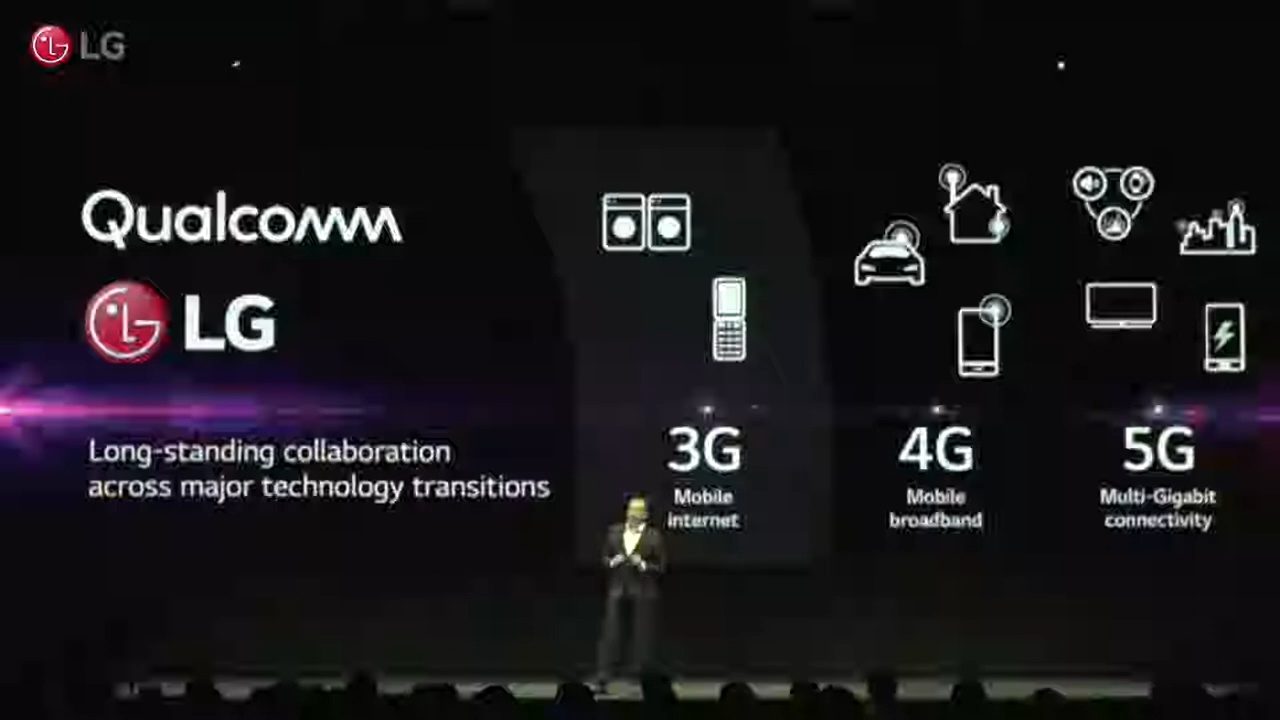 LG
Qualcomm
LG
Long-standing collaboration
across major technology transitions
3G
Mobile
internet
4G
Mobile
broadband
5G
Multi-Gigabit
connectivity